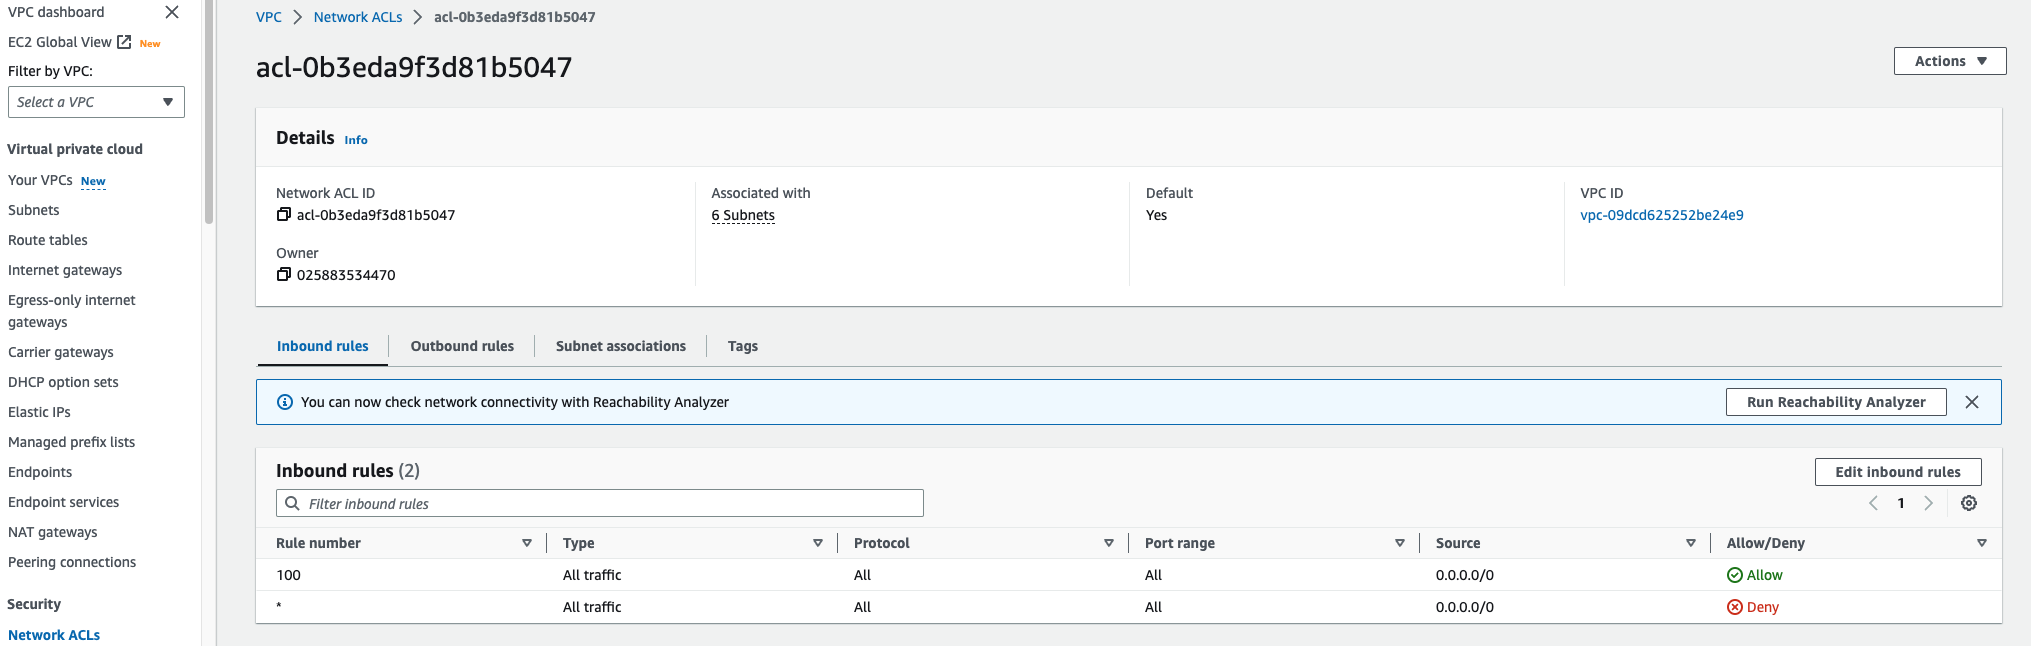 VPC dashboard
EC2 Global View New
Filter by VPC:
Select a VPC
Virtual private cloud
Your VPCs New
Subnets
Route tables
Internet gateways
Egress-only internet
gateways
Carrier gateways
DHCP option sets
Elastic IPs
Managed prefix lists
Endpoints
Endpoint services
NAT gateways
Peering connections
Security
Network ACLs
VPC Network ACLs acl-0b3eda9f3d81b5047
acl-0b3eda9f3d81b5047
Actions
Details Info
Network ACL ID
acl-0b3eda9f3d81b5047
Owner
025883534470
Associated with
6 Subnets
Default
Yes
VPC ID
vpc-09dcd625252be24e9
Inbound rules Outbound rules Subnet associations Tags
You can now check network connectivity with Reachability Analyzer Run Reachability Analyzer
Inbound rules (2) Edit inbound rules
Filter inbound rules 1
Rule number Type Protocol Port range Source Allow/Deny
100 All traffic All All 0.0.0.0/0 Allow
* All traffic All All 0.0.0.0/0 Deny